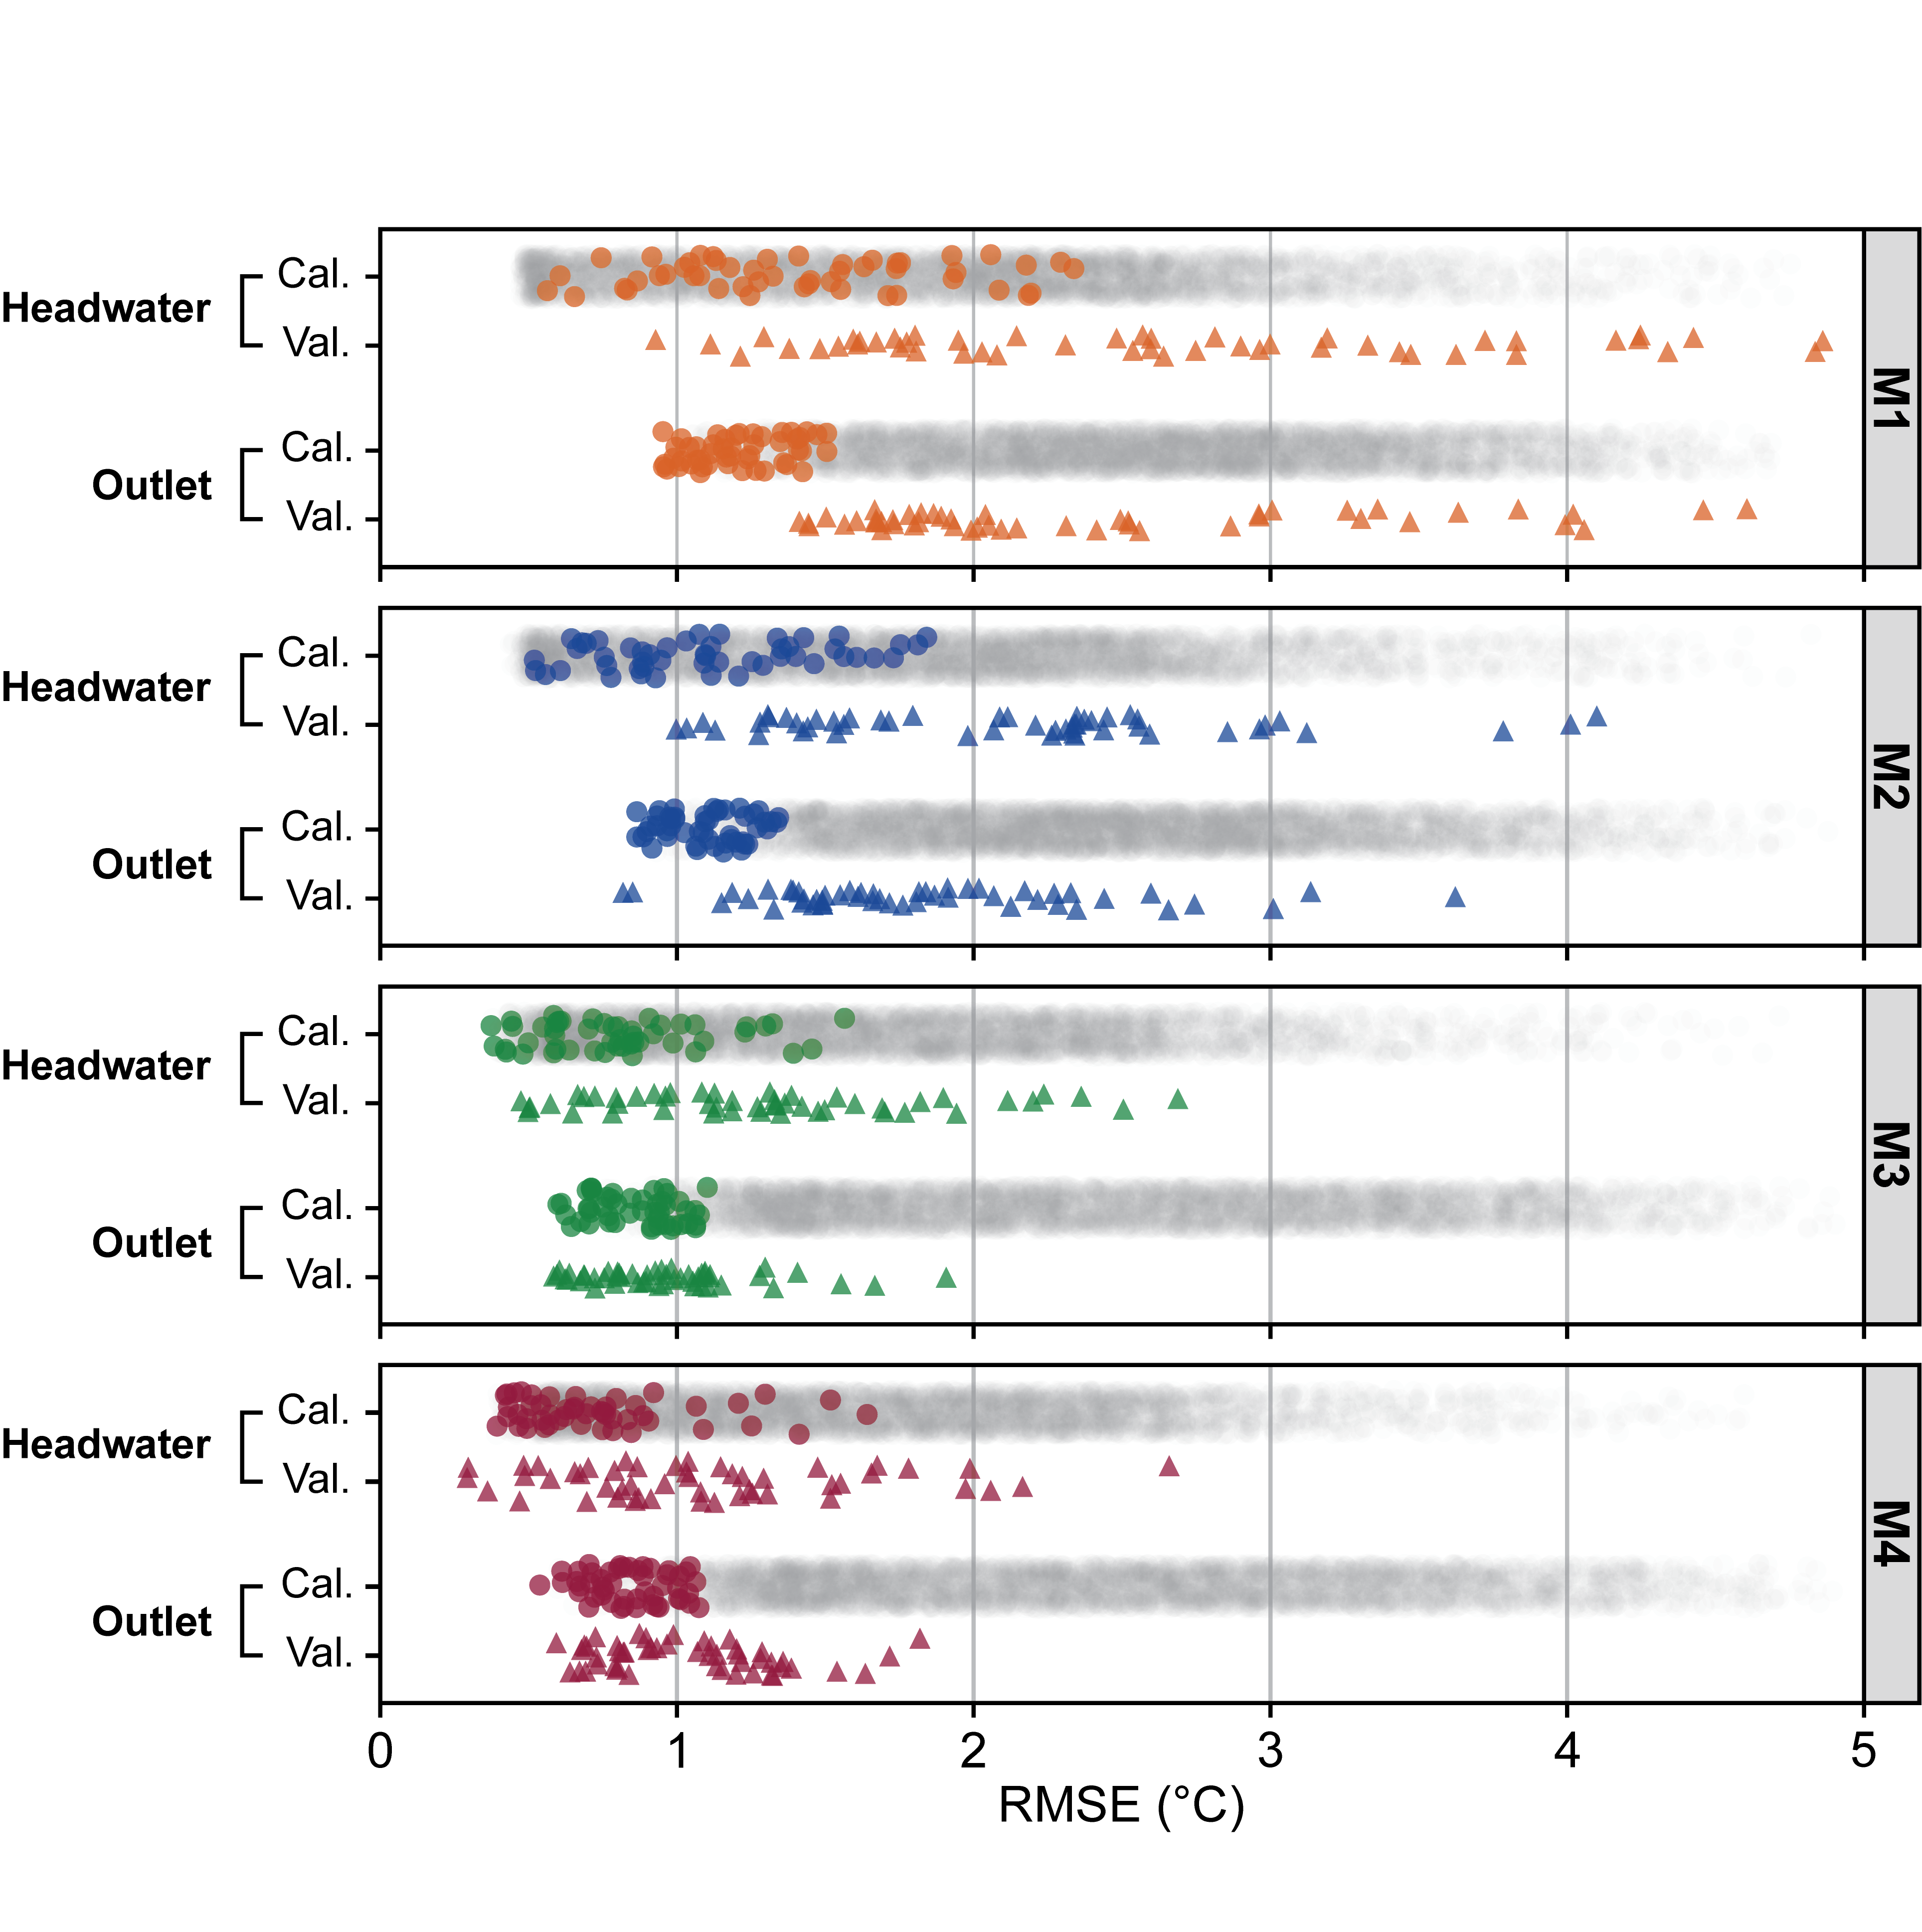 Headwater
Cal.
Val.
Outlet
Cal.
Val.
M1
Headwater
Cal.
Val.
Outlet
Cal.
Val.
M2
Headwater
Cal.
Val.
Outlet
Cal.
Val.
M3
Headwater
Cal.
Val.
Outlet
Cal.
Val.
M4
0 1 2 3 4 5
RMSE (°C)